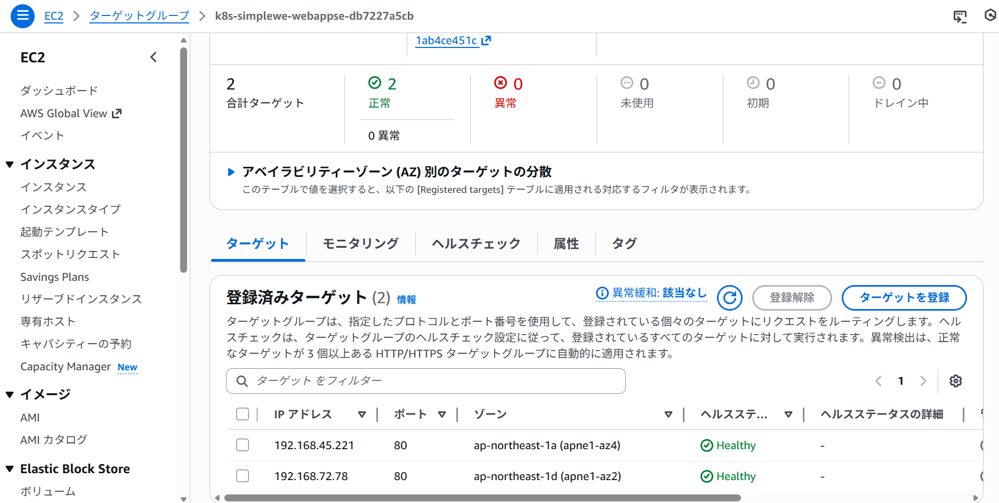 EC2 > ターゲットグループ > k8s-simplewe-webappse-db7227a5cb
EC2
ダッシュボード
AWS Global View
イベント
インスタンス
インスタンス
インスタンスタイプ
起動テンプレート
スポットリクエスト
Savings Plans
リザーブドインスタンス
専有ホスト
キャパシティーの予約
Capacity Manager New
イメージ
AMI
AMI カタログ
Elastic Block Store
ボリューム
1ab4ce451c
2
合計ターゲット
2
正常
0 異常
0
異常
0
未使用
0
初期
0
ドレイン中
アベイラビリティーゾーン (AZ) 別のターゲットの分散
このテーブルで値を選択すると、以下の [Registered targets] テーブルに適用される対応するフィルタが表示されます。
ターゲット モニタリング ヘルスチェック 属性 タグ
登録済みターゲット (2) 情報
異常緩和: 該当なし
登録解除
ターゲットを登録
ターゲットグループは、指定したプロトコルとポート番号を使用して、登録されている個々のターゲットにリクエストをルーティングします。ヘル
スチェックは、ターゲットグループのヘルスチェック設定に従って、登録されているすべてのターゲットに対して実行されます。異常検出は、正常
なターゲットが 3 個以上ある HTTP/HTTPS ターゲットグループに自動的に適用されます。
ターゲット をフィルター
1
IP アドレス ポート ゾーン ヘルスステ... ヘルスステータスの詳細
192.168.45.221 80 ap-northeast-1a (apne1-az4) Healthy -
192.168.72.78 80 ap-northeast-1d (apne1-az2) Healthy -